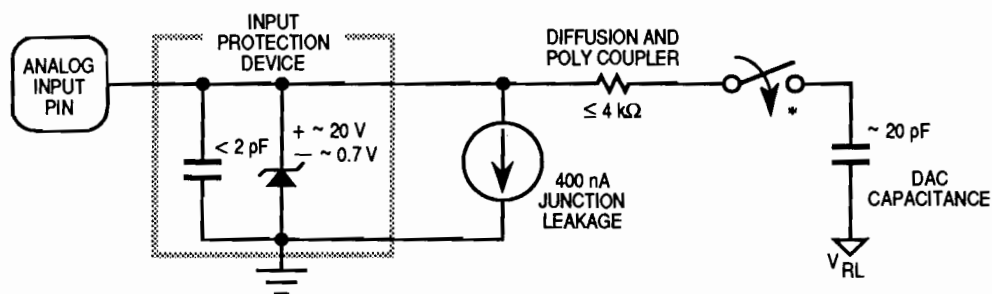 INPUT
PROTECTION
DEVICE
ANALOG
INPUT
PIN
< 2 pF
+ ~ 20 V
– ~ 0.7 V
400 nA
JUNCTION
LEAKAGE
DIFFUSION AND
POLY COUPLER
≤ 4 kΩ
*
~ 20 pF
DAC
CAPACITANCE
VRL